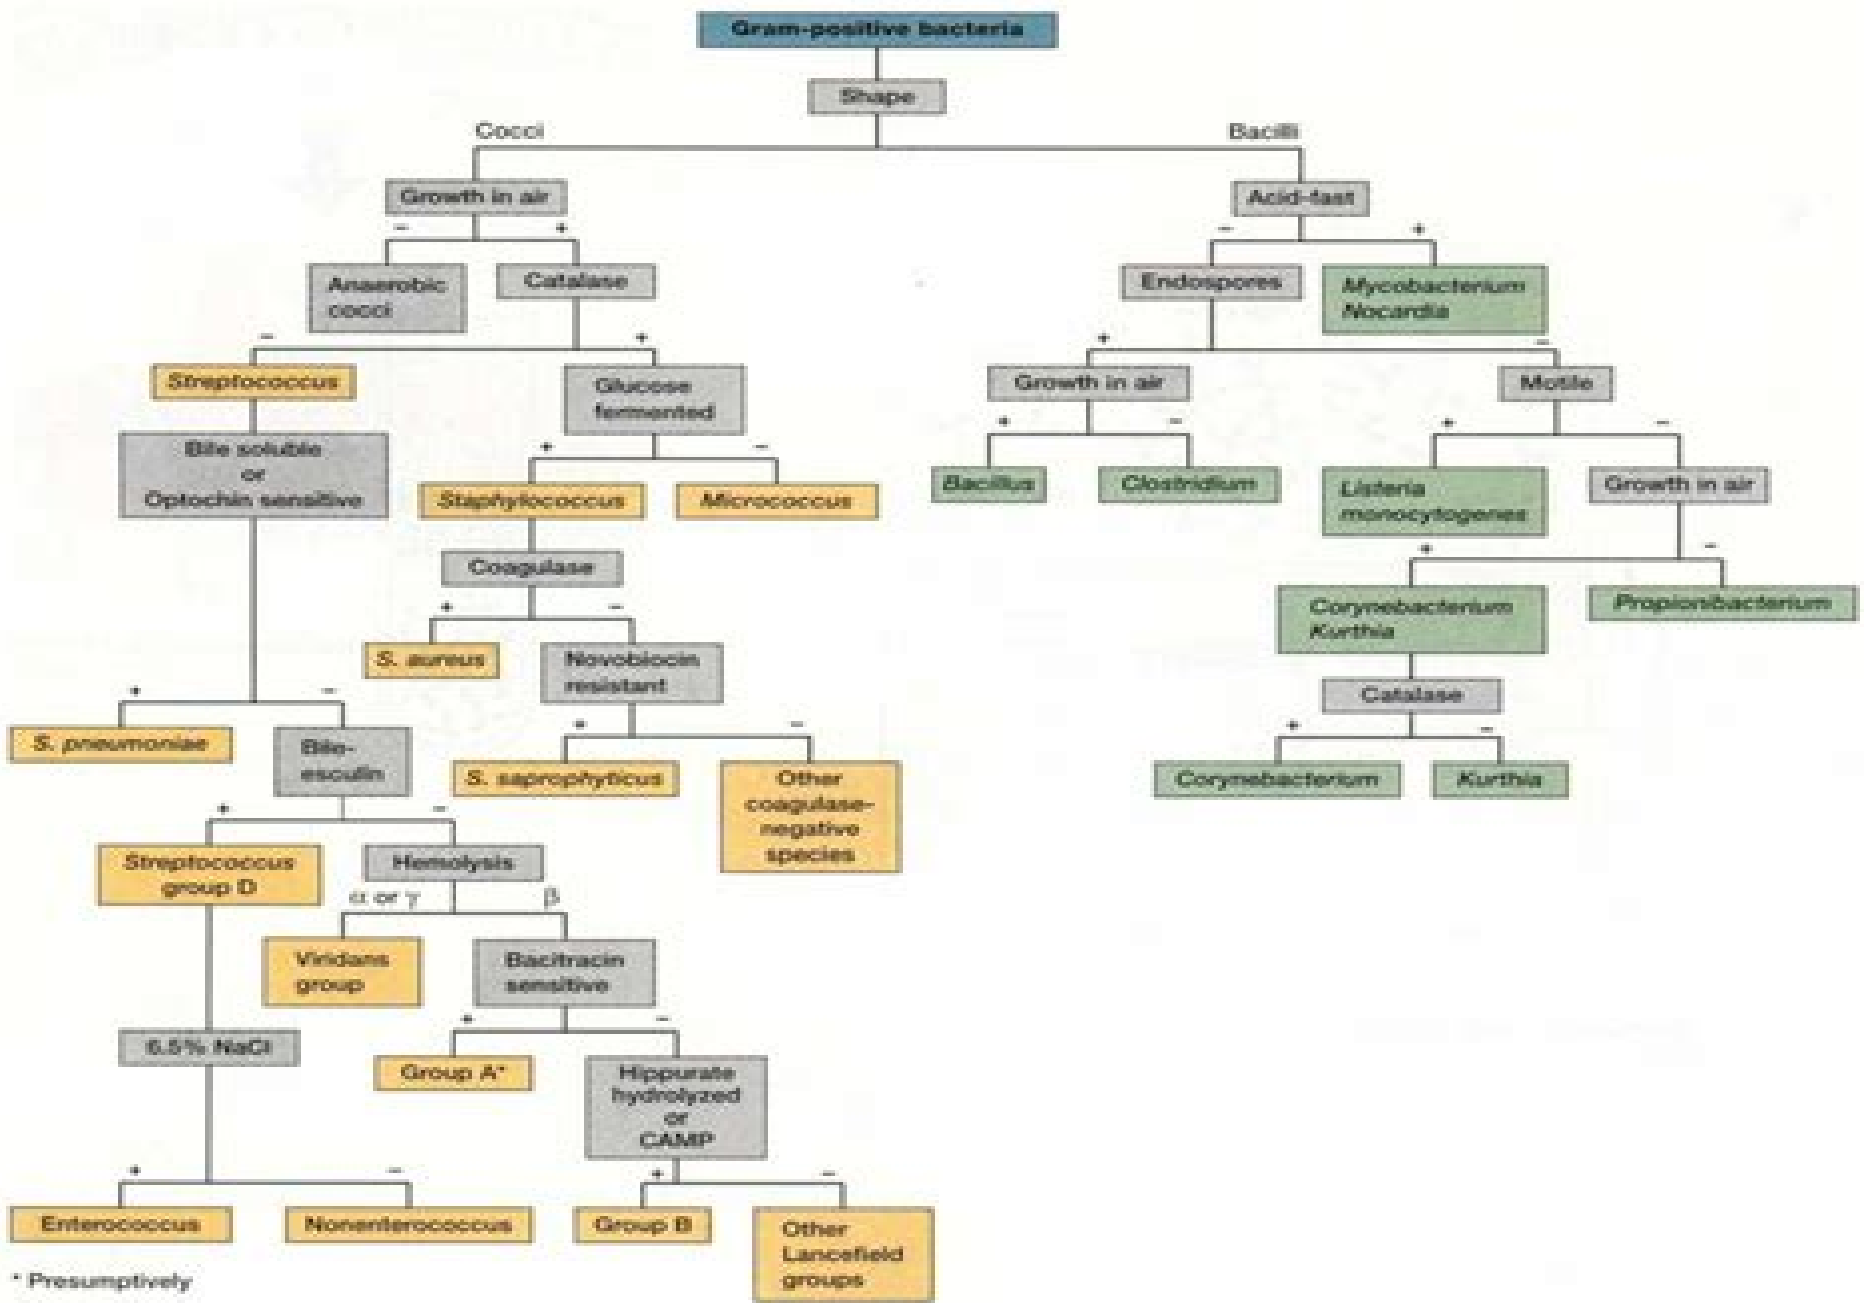 Gram-positive bacteria
Shape
Cocci
Bacilli
Growth in air
Acid-fast
−
+
−
+
Anaerobic
cocci
Catalase
Endospores
Mycobacterium
Nocardia
−
+
+
−
Streptococcus
Glucose
fermented
Growth in air
Motile
Bile soluble
or
Optochin sensitive
+
−
+
−
+
−
Staphylococcus
Micrococcus
Bacillus
Clostridium
Listeria
monocytogenes
Growth in air
Coagulase
+
−
+
−
S. aureus
Novobiocin
resistant
Corynebacterium
Kurthia
Propionibacterium
Catalase
+
−
+
−
+
−
S. pneumoniae
Bile-
esculin
S. saprophyticus
Other
coagulase-
negative
species
Corynebacterium
Kurthia
+
−
Streptococcus
group D
Hemolysis
α or γ
β
Viridans
group
Bacitracin
sensitive
+
−
6.5% NaCl
Group A*
Hippurate
hydrolyzed
or
CAMP
+
−
+
−
Enterococcus
Nonenterococcus
Group B
Other
Lancefield
groups
* Presumptively